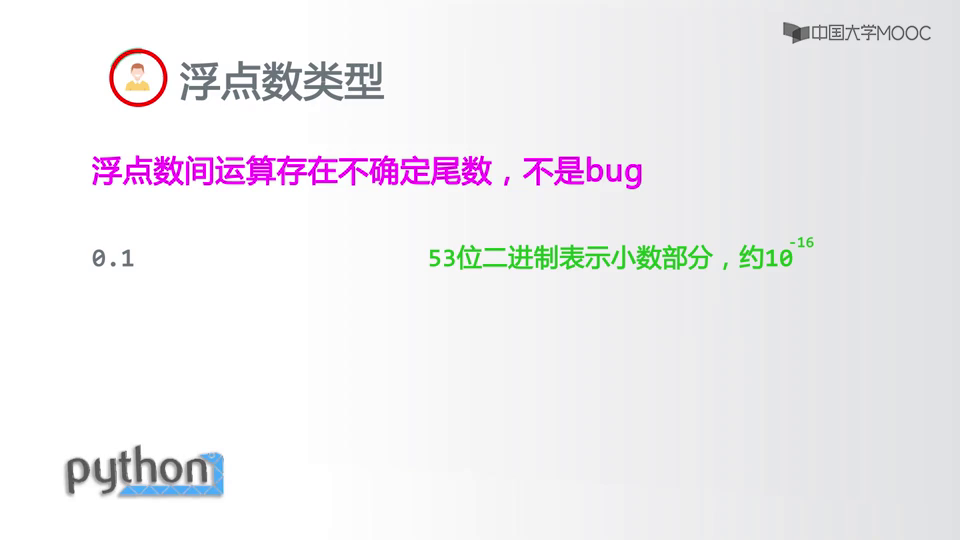 中国大学MOOC
浮点数类型
浮点数间运算存在不确定尾数，不是bug
0.1
53位二进制表示小数部分，约10^-16
python